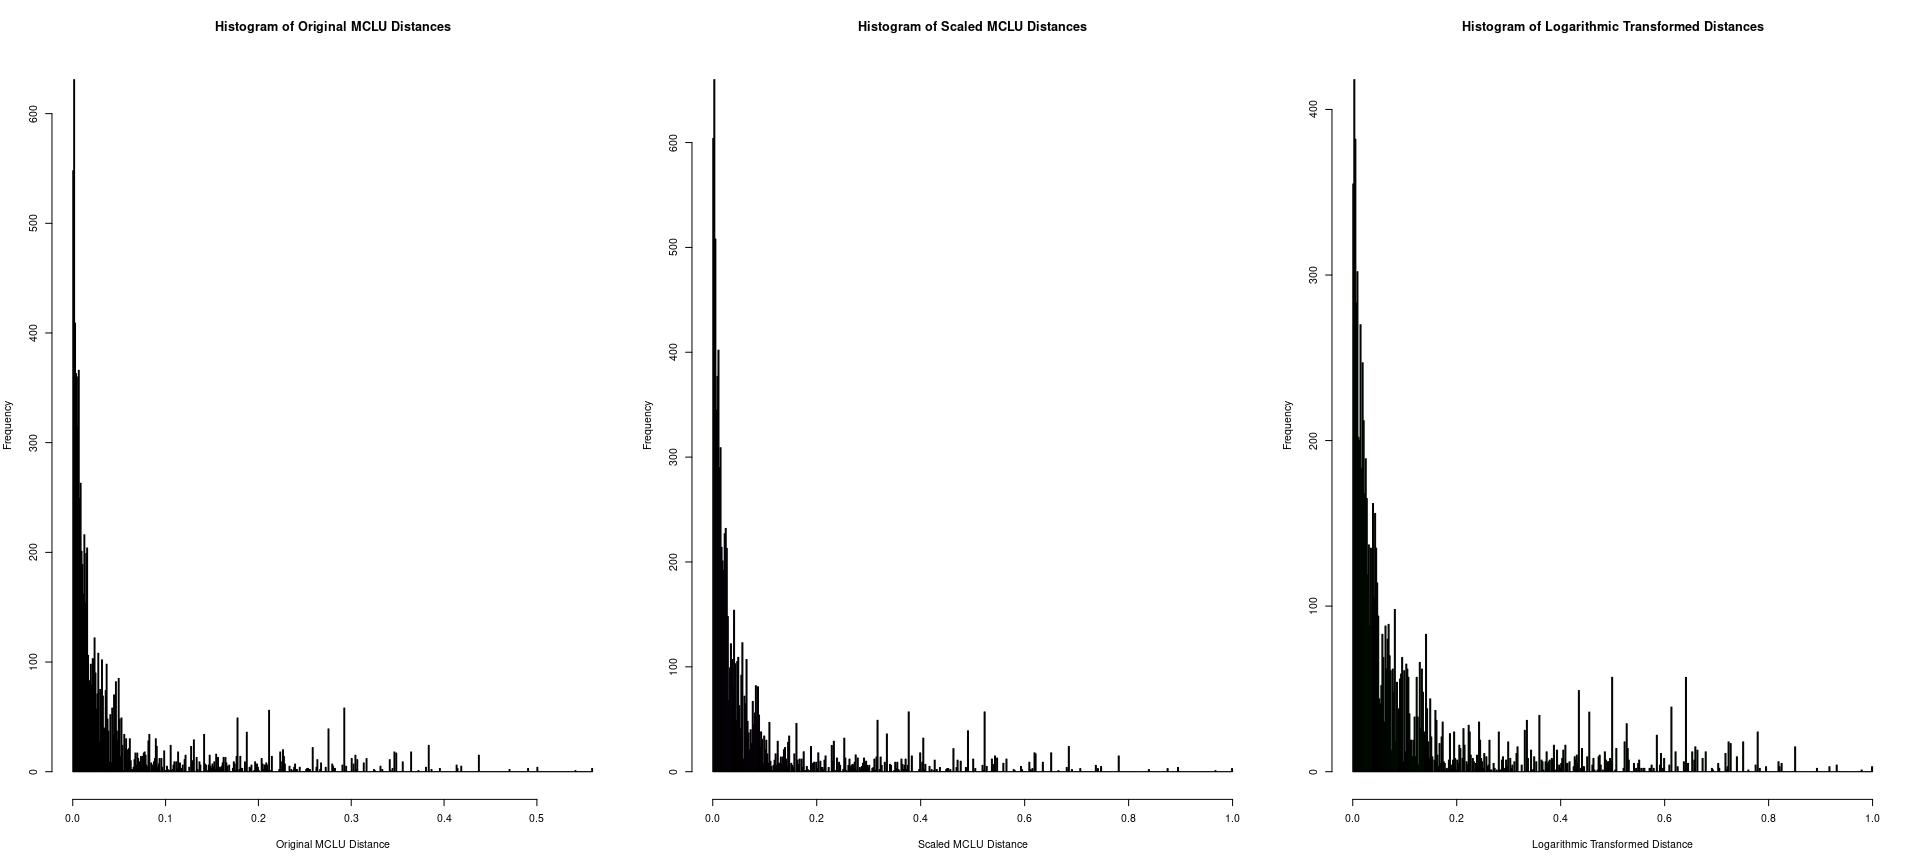 Histogram of Original MCLU Distances
Frequency
600
500
400
300
200
100
0
0.0 0.1 0.2 0.3 0.4 0.5
Original MCLU Distance
Histogram of Scaled MCLU Distances
Frequency
600
500
400
300
200
100
0
0.0 0.2 0.4 0.6 0.8 1.0
Scaled MCLU Distance
Histogram of Logarithmic Transformed Distances
Frequency
400
300
200
100
0
0.0 0.2 0.4 0.6 0.8 1.0
Logarithmic Transformed Distance